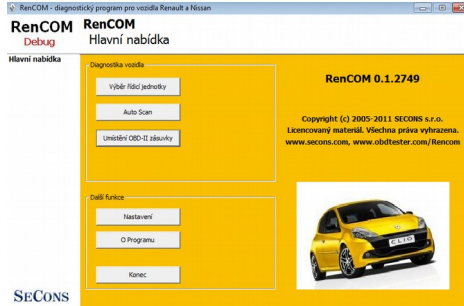 RenCOM - diagnostický program pro vozidla Renault a Nissan
RenCOM
Debug
RenCOM
Hlavní nabídka
Hlavní nabídka
Diagnostika vozidla
Výběr řídicí jednotky
Auto Scan
Umístění OBD-II zásuvky
Další funkce
Nastavení
O Programu
Konec
RenCOM 0.1.2749
Copyright (c) 2005-2011 SECONS s.r.o.
Licencovaný materiál. Všechna práva vyhrazena.
www.secons.com, www.obdtester.com/Rencom
CLIO
SECONS